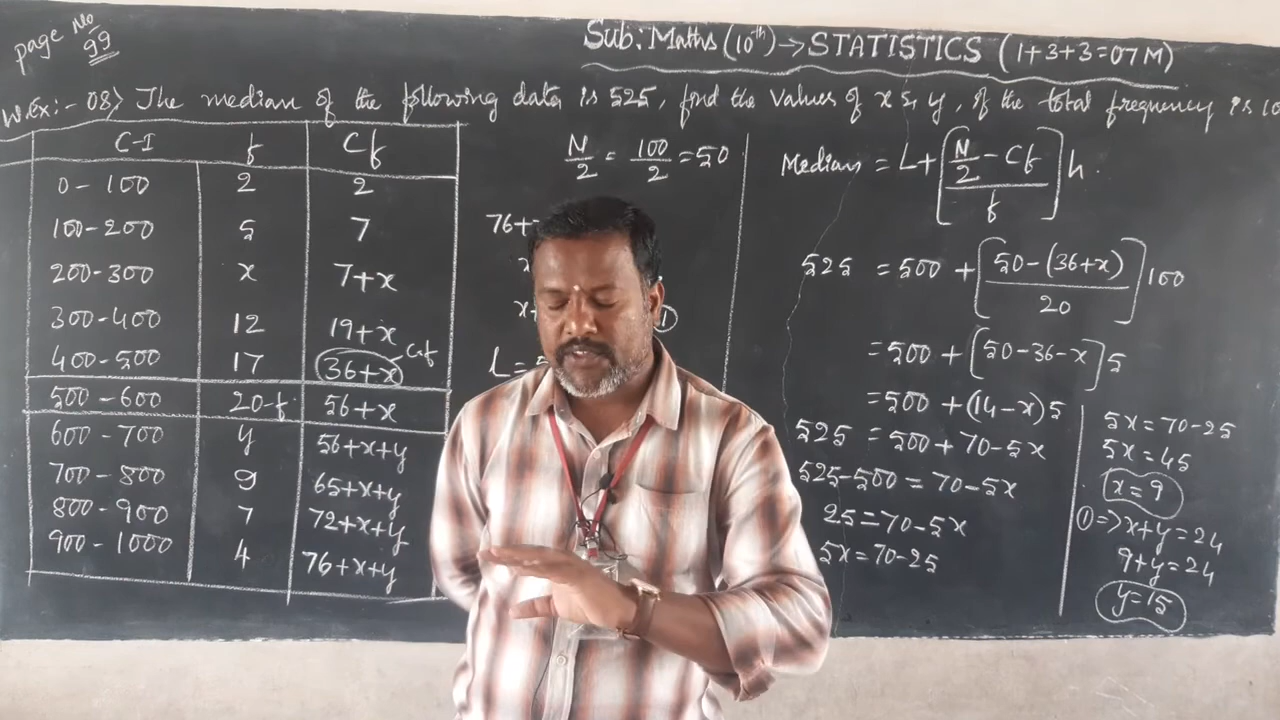 page No
99
Sub: Maths (10th) → STATISTICS (1+3+3=07M)
W.Ex:- 08) The median of the following data is 525, find the values of x & y, if the total frequency is 10
C-I f Cf
0-100 2 2
100-200 5 7
200-300 x 7+x
300-400 12 19+x
400-500 17 36+x Cf
500-600 20-f 56+x
600-700 y 56+x+y
700-800 9 65+x+y
800-900 7 72+x+y
900-1000 4 76+x+y
N/2 = 100/2 = 50
76+
x
x+ 1
L=5
Median = L + [(N/2 - Cf)/f] h.
525 = 500 + [(50-(36+x))/20] 100
= 500 + [50-36-x] 5
= 500 + (14-x) 5
525 = 500 + 70-5x
525-500 = 70-5x
25 = 70-5x
5x = 70-25
5x = 70-25
5x = 45
x = 9
① => x+y = 24
9+y = 24
y = 15